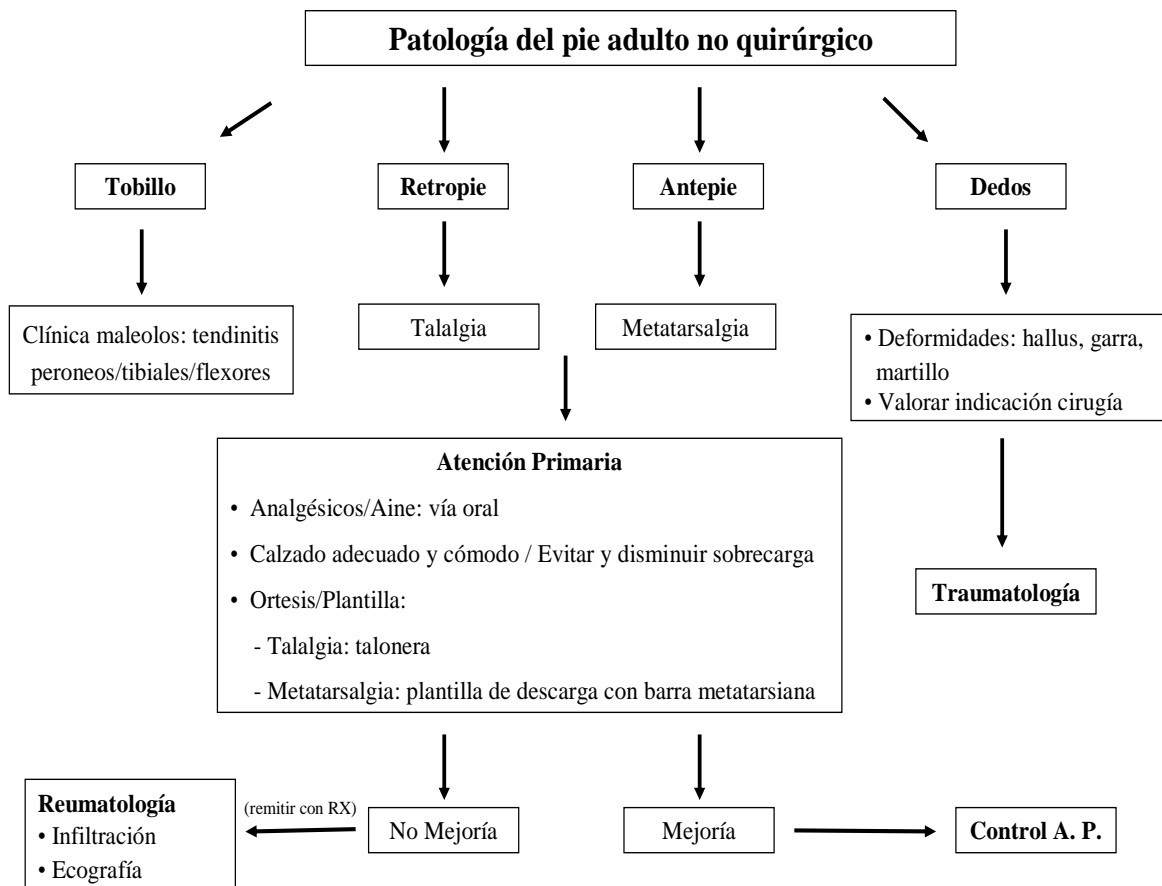 Patología del pie adulto no quirúrgico
Tobillo
Retropie
Antepie
Dedos
Clínica maleolos: tendinitis
peroneos/tibiales/flexores
Talalgia
Metatarsalgia
• Deformidades: hallus, garra,
martillo
• Valorar indicación cirugía
Atención Primaria
• Analgésicos/Aine: vía oral
• Calzado adecuado y cómodo / Evitar y disminuir sobrecarga
• Ortesis/Plantilla:
- Talalgia: talonera
- Metatarsalgia: plantilla de descarga con barra metatarsiana
Traumatología
Reumatología
• Infiltración
• Ecografía
(remitir con RX)
No Mejoría
Mejoría
Control A. P.